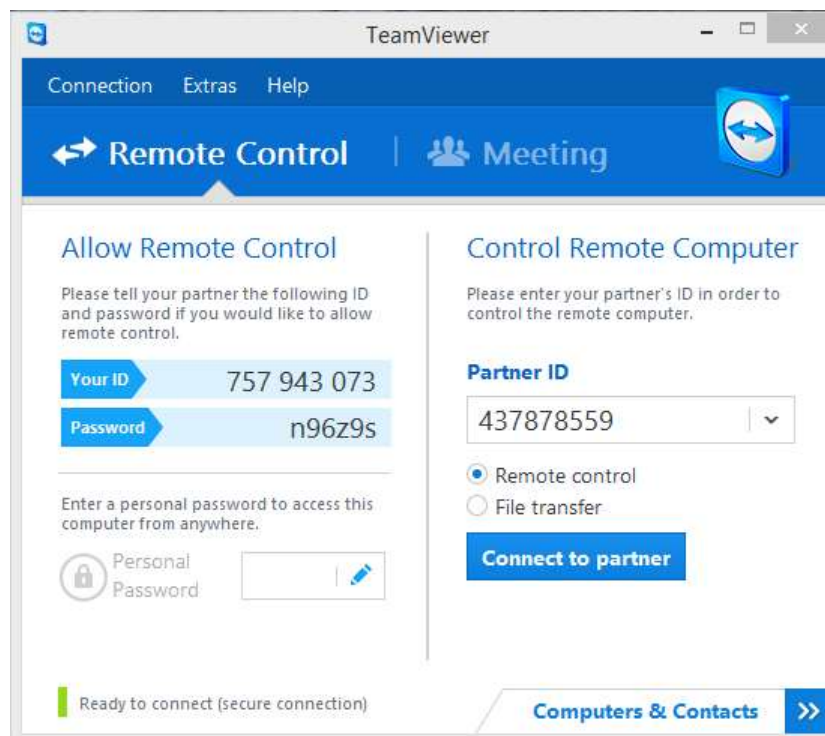 TeamViewer
Connection Extras Help
Remote Control | Meeting
Allow Remote Control
Please tell your partner the following ID
and password if you would like to allow
remote control.
Your ID 757 943 073
Password n96z9s
Enter a personal password to access this
computer from anywhere.
Personal
Password
Control Remote Computer
Please enter your partner's ID in order to
control the remote computer.
Partner ID
437878559
Remote control
File transfer
Connect to partner
Ready to connect (secure connection)
Computers & Contacts